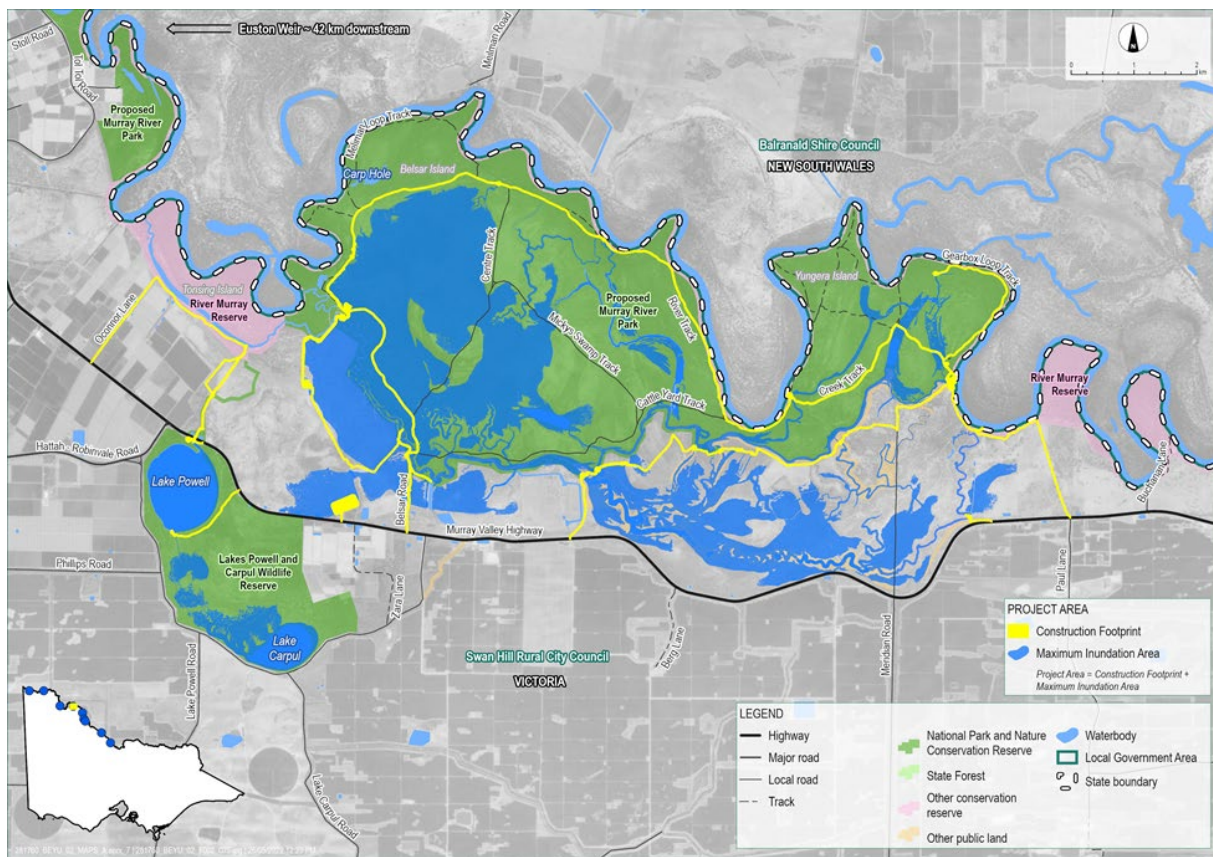 Euston Weir ~ 42 km downstream
Stoll Road
Tol Tol Road
Meilman Road
N
0 1 2
km
Proposed
Murray River
Park
Meilman Loop Track
Carp Hole
Belsar Island
Balranald Shire Council
NEW SOUTH WALES
Tonsing Island
River Murray
Reserve
Oconnor Lane
Centre Track
Proposed
Murray River
Park
River Track
Mickys Swamp Track
Cattle Yard Track
Yungera Island
Gearbox Loop Track
Creek Track
River Murray
Reserve
Buchanan Lane
Hattah - Robinvale Road
Lake Powell
Belsar Road
Murray Valley Highway
Phillips Road
Lakes Powell and
Carpul Wildlife
Reserve
Zara Lane
Lake
Carpul
Lake Powell Road
Lake Carpul Road
Berg Lane
Meridian Road
Paul Lane
Swan Hill Rural City Council
VICTORIA
PROJECT AREA
Construction Footprint
Maximum Inundation Area
Project Area = Construction Footprint +
Maximum Inundation Area
LEGEND
Highway
Major road
Local road
Track
National Park and Nature
Conservation Reserve
State Forest
Other conservation
reserve
Other public land
Waterbody
Local Government Area
State boundary